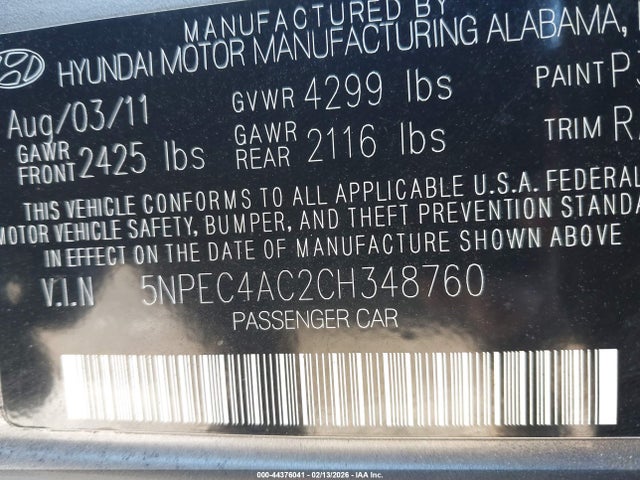 MANUFACTURED BY
HYUNDAI MOTOR MANUFACTURING ALABAMA,
Aug/03/11 GVWR 4299 lbs PAINT P
GAWR FRONT 2425 lbs GAWR REAR 2116 lbs TRIM R
THIS VEHICLE CONFORMS TO ALL APPLICABLE U.S.A. FEDERAL
MOTOR VEHICLE SAFETY, BUMPER, AND THEFT PREVENTION STANDA
IN EFFECT ON THE DATE OF MANUFACTURE SHOWN ABOVE
V.I.N 5NPEC4AC2CH348760
PASSENGER CAR
000-44376041 - 02/13/2026 - IAA Inc.